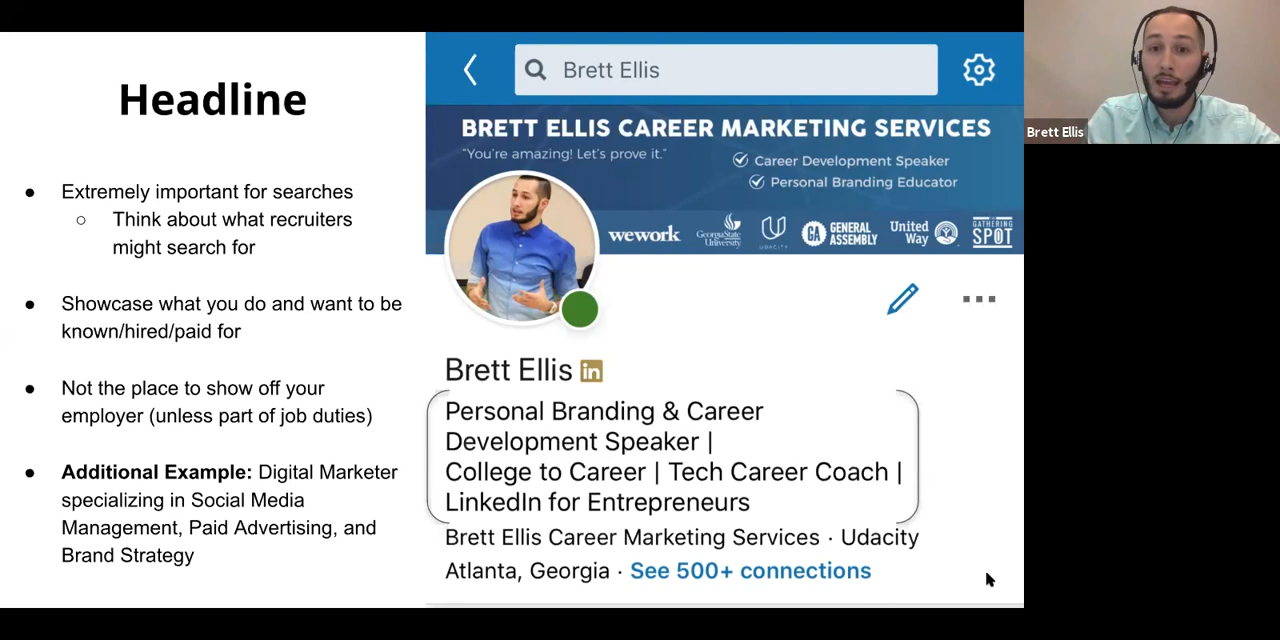 Headline
● Extremely important for searches
○ Think about what recruiters
might search for
● Showcase what you do and want to be
known/hired/paid for
● Not the place to show off your
employer (unless part of job duties)
● Additional Example: Digital Marketer
specializing in Social Media
Management, Paid Advertising, and
Brand Strategy
Brett Ellis
BRETT ELLIS CAREER MARKETING SERVICES
"You're amazing! Let's prove it."
Career Development Speaker
Personal Branding Educator
wework
Georgia State
University
UDACITY
GA GENERAL
ASSEMBLY
United
Way
THE
GATHERING
SPOT
Brett Ellis in
Personal Branding & Career
Development Speaker |
College to Career | Tech Career Coach |
LinkedIn for Entrepreneurs
Brett Ellis Career Marketing Services · Udacity
Atlanta, Georgia · See 500+ connections
Brett Ellis